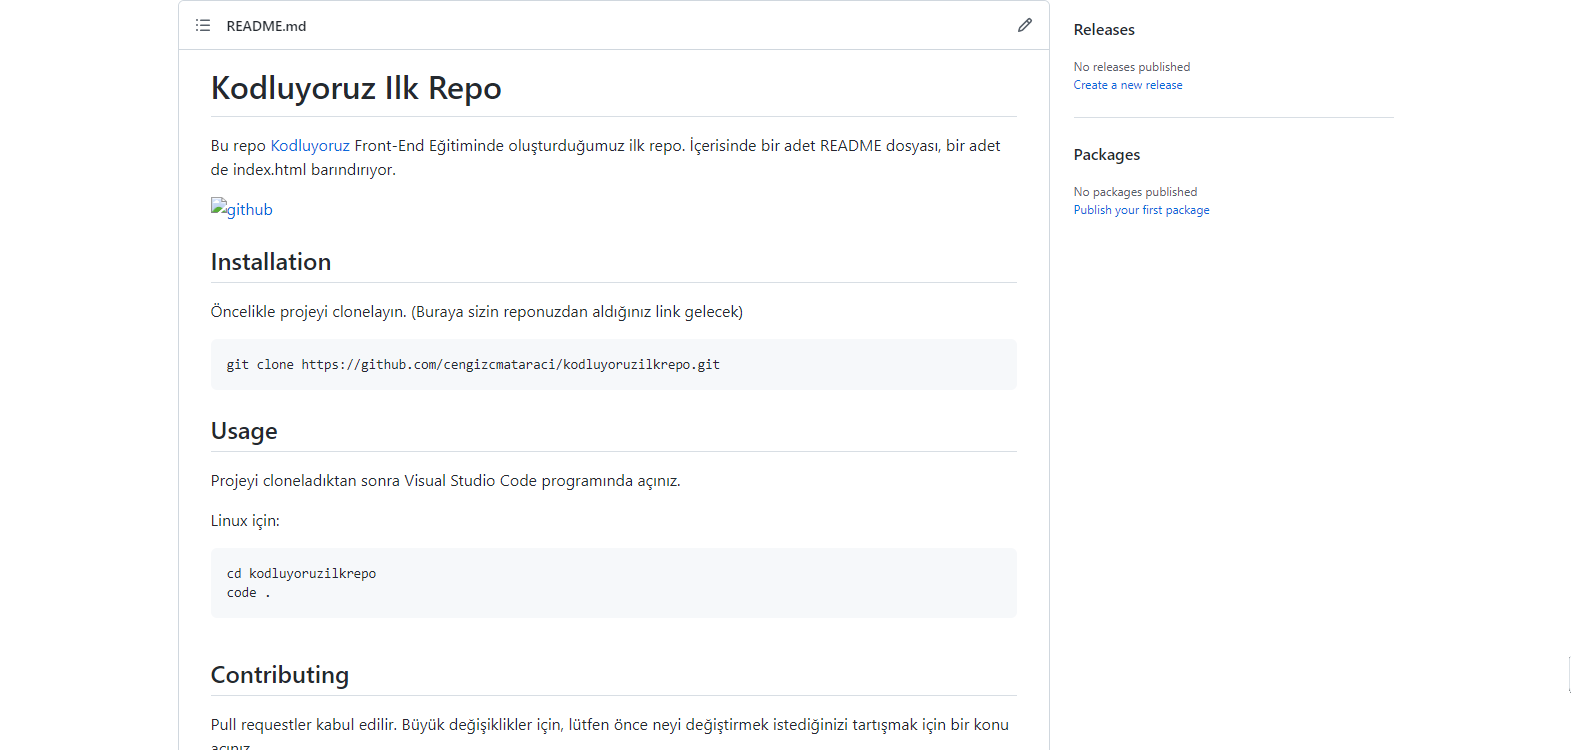 README.md
Kodluyoruz Ilk Repo
Bu repo Kodluyoruz Front-End Eğitiminde oluşturduğumuz ilk repo. İçerisinde bir adet README dosyası, bir adet
de index.html barındırıyor.
github
Installation
Öncelikle projeyi clonelayın. (Buraya sizin reponuzdan aldığınız link gelecek)
git clone https://github.com/cengizcmataraci/kodluyoruzilkrepo.git
Usage
Projeyi cloneladıktan sonra Visual Studio Code programında açınız.
Linux için:
cd kodluyoruzilkrepo
code .
Contributing
Pull requestler kabul edilir. Büyük değişiklikler için, lütfen önce neyi değiştirmek istediğinizi tartışmak için bir konu
açınız.
Releases
No releases published
Create a new release
Packages
No packages published
Publish your first package